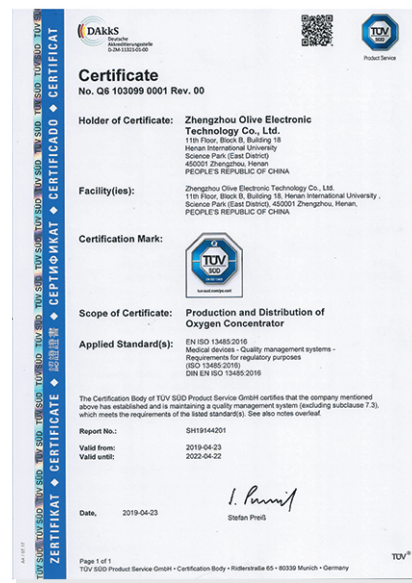 DAkkS
Deutsche
Akkreditierungsstelle
D-ZM-11321-01-00
TÜV
SÜD
Product Service
Certificate
No. Q6 103099 0001 Rev. 00
Holder of Certificate: Zhengzhou Olive Electronic
Technology Co., Ltd.
11th Floor, Block B, Building 18
Henan International University
Science Park (East District)
450001 Zhengzhou, Henan
PEOPLE'S REPUBLIC OF CHINA
Facility(ies): Zhengzhou Olive Electronic Technology Co., Ltd.
11th Floor, Block B, Building 18, Henan International University ,
Science Park (East District), 450001 Zhengzhou, Henan,
PEOPLE'S REPUBLIC OF CHINA
Certification Mark:
TÜV
SÜD
Scope of Certificate: Production and Distribution of
Oxygen Concentrator
Applied Standard(s): EN ISO 13485:2016
Medical devices - Quality management systems -
Requirements for regulatory purposes
(ISO 13485:2016)
DIN EN ISO 13485:2016
The Certification Body of TÜV SÜD Product Service GmbH certifies that the company mentioned
above has established and is maintaining a quality management system (excluding subclause 7.3),
which meets the requirements of the listed standard(s). See also notes overleaf.
Report No.: SH19144201
Valid from: 2019-04-23
Valid until: 2022-04-22
Date, 2019-04-23
Stefan Preiß
Page 1 of 1
TÜV SÜD Product Service GmbH • Certification Body • Ridlerstraße 65 • 80339 Munich • Germany
TÜV®
ZERTIFIKAT ◆ CERTIFICATE ◆ 認證證書 ◆ СЕРТИФИКАТ ◆ CERTIFICADO ◆ CERTIFICAT